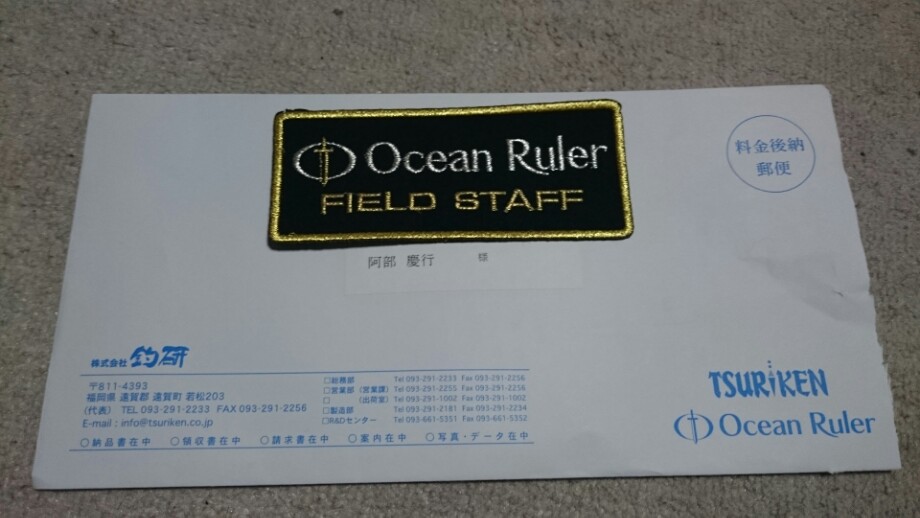 Ocean Ruler
FIELD STAFF
料金後納
郵便
阿部 慶行 様
株式会社 釣研
〒811-4393
福岡県 遠賀郡 遠賀町 若松203
(代表) TEL 093-291-2233 FAX 093-291-2256
E-mail : info@tsuriken.co.jp
□総務部 Tel 093-291-2233 Fax 093-291-2256
□営業部 (営業課) Tel 093-291-2255 Fax 093-291-2256
□ (出荷室) Tel 093-291-1002 Fax 093-291-1002
□製造部 Tel 093-291-2181 Fax 093-291-2234
□R&Dセンター Tel 093-661-5351 Fax 093-661-5352
○納品書在中 ○領収書在中 ○請求書在中 ○案内在中 ○写真・データ在中
TSURiKEN
Ocean Ruler